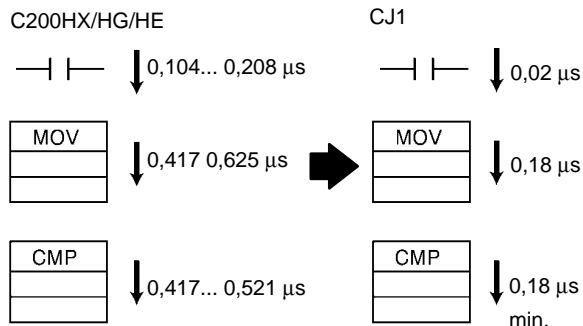 C200HX/HG/HE CJ1
0,104... 0,208 µs 0,02 µs
MOV MOV
0,417 0,625 µs 0,18 µs
CMP CMP
0,417... 0,521 µs 0,18 µs
min.